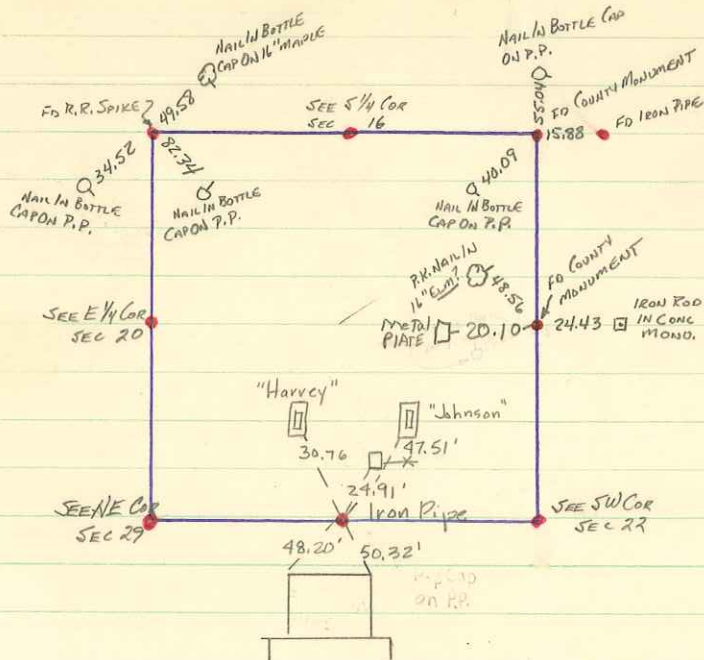 NAIL IN BOTTLE
CAP ON 16" MAPLE
49.58
FD R.R. SPIKE
34.52
NAIL IN BOTTLE
CAP ON P.P.
82.34
NAIL IN BOTTLE
CAP ON P.P.
SEE S 1/4 COR
SEC 16
NAIL IN BOTTLE CAP
ON P.P.
FD COUNTY MONUMENT
15.88
FD IRON PIPE
40.09
NAIL IN BOTTLE
CAP ON P.P.
P.K. NAIL IN
16" ELM?
48.56
FD COUNTY
MONUMENT
METAL
PLATE
20.10
24.43
IRON ROD
IN CONC
MONO.
SEE E 1/4 COR
SEC 20
"Harvey"
30.76
"Johnson"
47.51'
24.91'
Iron Pipe
SEE NE COR
SEC 29
SEE SW COR
SEC 22
48.20'
50.32'
on P.P.